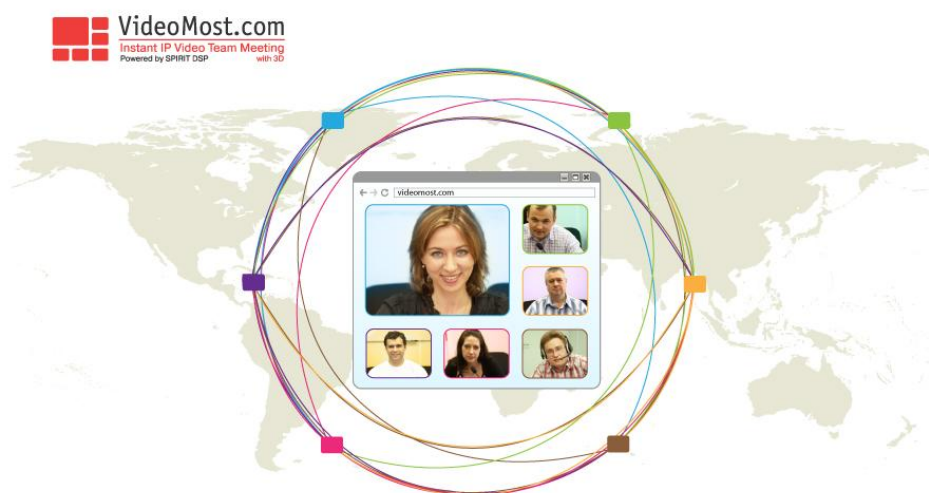 VideoMost.com
Instant IP Video Team Meeting
Powered by SPIRIT DSP with 3D
videomost.com